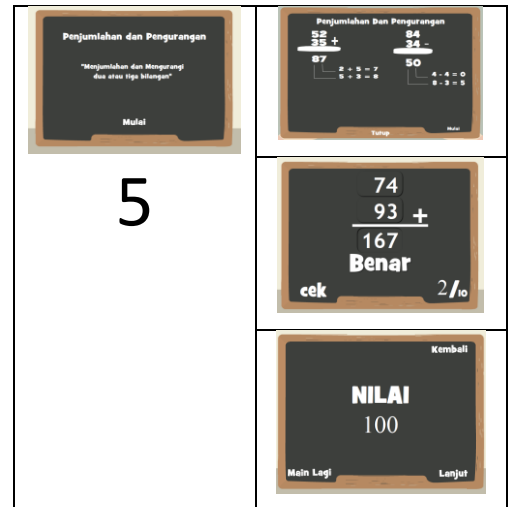 Penjumlahan dan Pengurangan
"Menjumlahan dan Mengurangi
dua atau tiga bilangan"
Mulai
5
Penjumlahan Dan Pengurangan
52
35 +
87
2 + 5 = 7
5 + 3 = 8
84
34 -
50
4 - 4 = 0
8 - 3 = 5
Tutup
Mulai
74
93 +
167
Benar
cek
2/10
Kembali
NILAI
100
Main Lagi
Lanjut